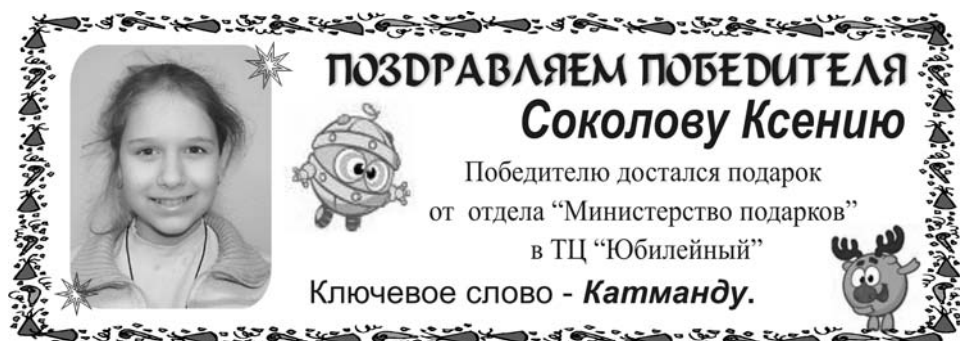 ПОЗДРАВЛЯЕМ ПОБЕДИТЕЛЯ
Соколову Ксению
Победителю достался подарок
от отдела “Министерство подарков”
в ТЦ “Юбилейный”
Ключевое слово - Катманду.